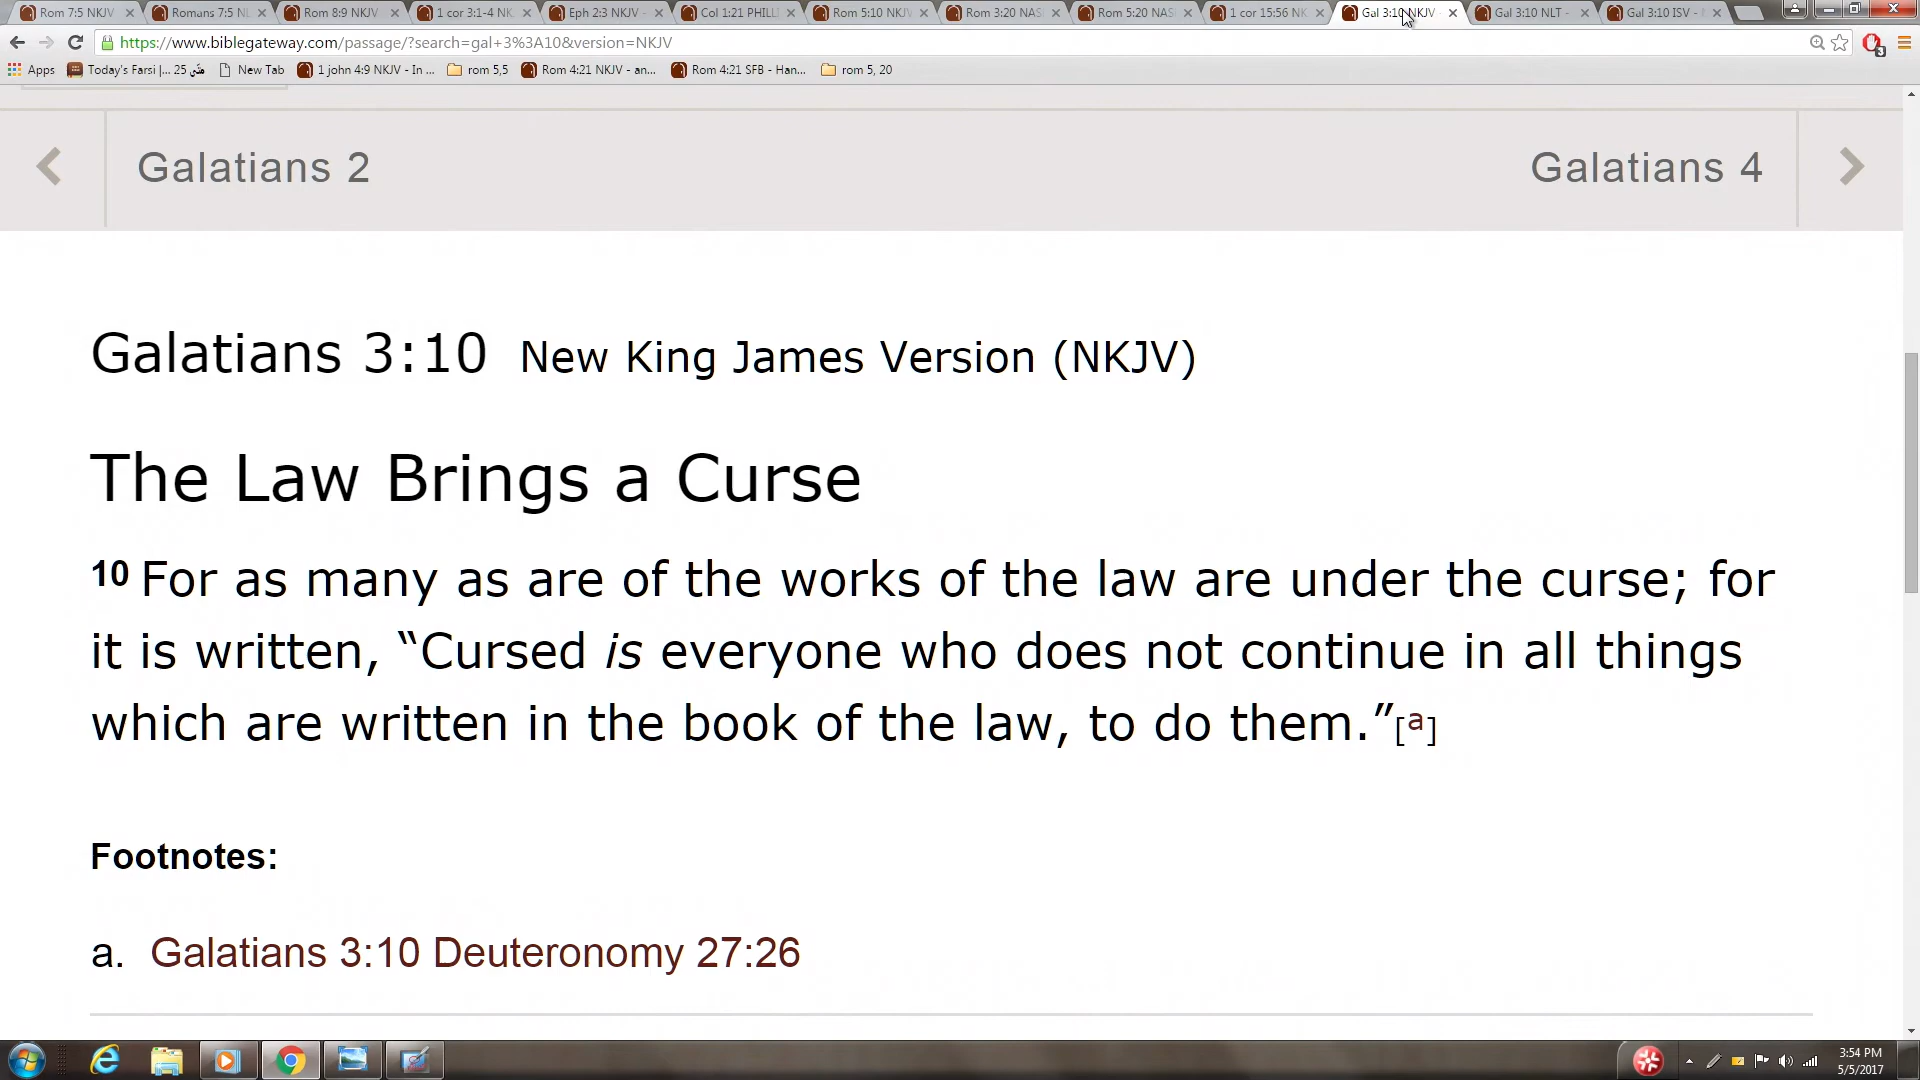 Rom 7:5 NKJV
Romans 7:5 NL
Rom 8:9 NKJV
1 cor 3:1-4 NK
Eph 2:3 NKJV -
Col 1:21 PHILLI
Rom 5:10 NKJV
Rom 3:20 NAS
Rom 5:20 NAS
1 cor 15:56 NK
Gal 3:10 NKJV
Gal 3:10 NLT -
Gal 3:10 ISV -
https://www.biblegateway.com/passage/?search=gal+3%3A10&version=NKJV
Apps
Today's Farsi |...
New Tab
1 john 4:9 NKJV - In ...
rom 5,5
Rom 4:21 NKJV - an...
Rom 4:21 SFB - Han...
rom 5, 20
Galatians 2
Galatians 4
Galatians 3:10 New King James Version (NKJV)
The Law Brings a Curse
10 For as many as are of the works of the law are under the curse; for
it is written, “Cursed is everyone who does not continue in all things
which are written in the book of the law, to do them.”[a]
Footnotes:
a. Galatians 3:10 Deuteronomy 27:26
3:54 PM
5/5/2017